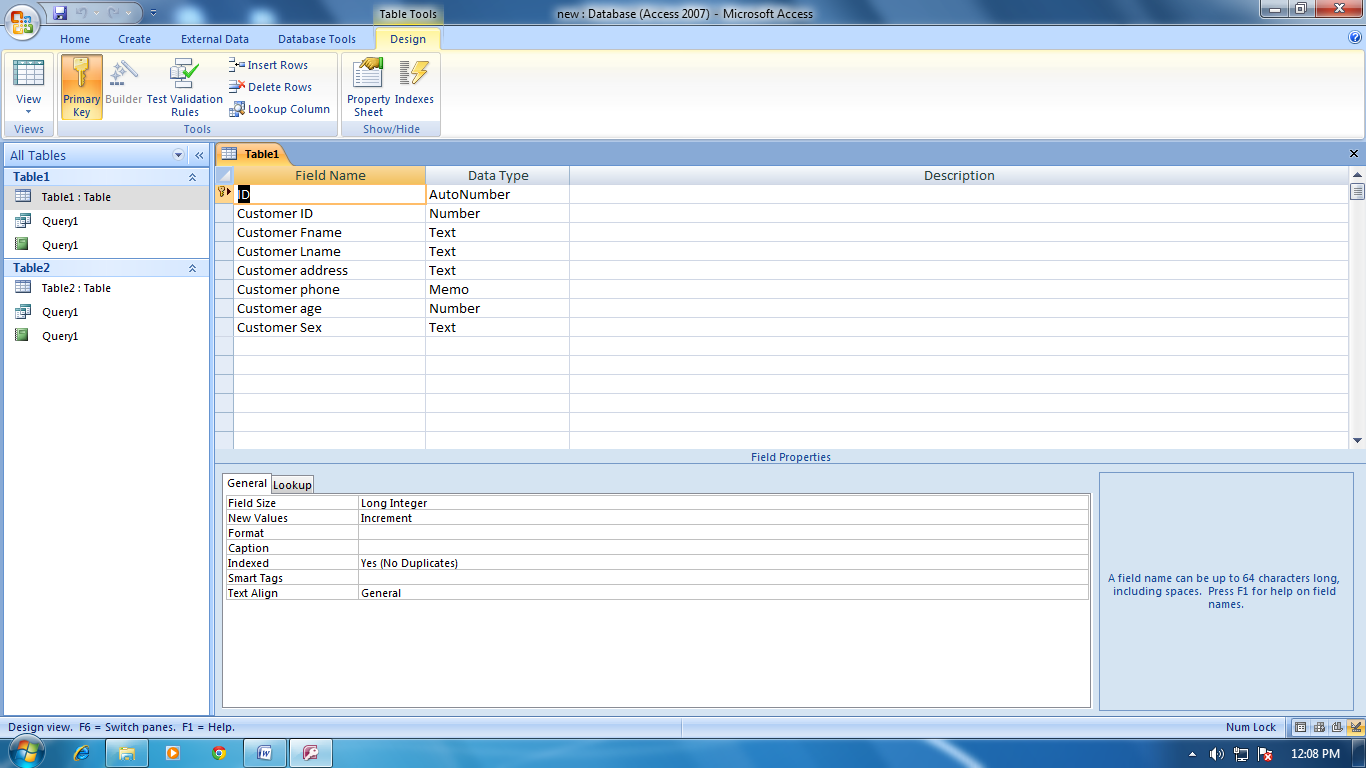 Table Tools
new : Database (Access 2007) - Microsoft Access
Home Create External Data Database Tools Design
View
Primary Key
Builder
Test Validation Rules
Insert Rows
Delete Rows
Lookup Column
Property Sheet
Indexes
Views Tools Show/Hide
All Tables
Table1
Table1 : Table
Query1
Query1
Table2
Table2 : Table
Query1
Query1
Table1
Field Name Data Type Description
ID AutoNumber
Customer ID Number
Customer Fname Text
Customer Lname Text
Customer address Text
Customer phone Memo
Customer age Number
Customer Sex Text
Field Properties
General Lookup
Field Size Long Integer
New Values Increment
Format
Caption
Indexed Yes (No Duplicates)
Smart Tags
Text Align General
A field name can be up to 64 characters long,
including spaces. Press F1 for help on field
names.
Design view. F6 = Switch panes. F1 = Help.
Num Lock
12:08 PM